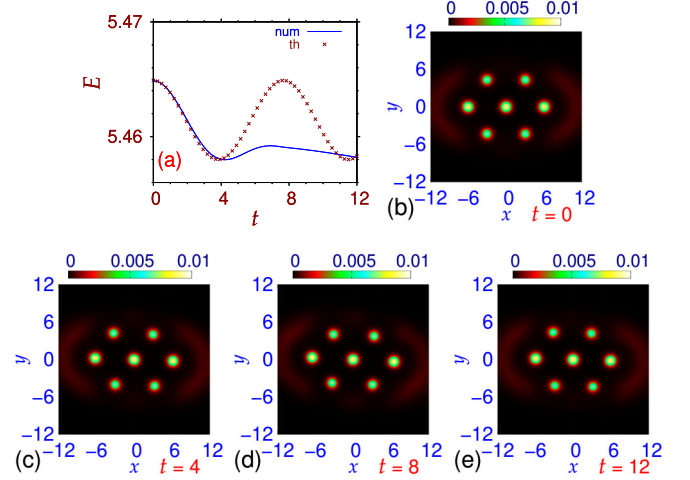 5.47
5.46
E
num
th
(a)
0 4 8 12
t
0 0.005 0.01
12
6
0
−6
−12
y
−12 −6 0 6 12
x
(b)
t = 0
0 0.005 0.01
12
6
0
−6
−12
y
−12 −6 0 6 12
x
(c)
t = 4
0 0.005 0.01
12
6
0
−6
−12
y
−12 −6 0 6 12
x
(d)
t = 8
0 0.005 0.01
12
6
0
−6
−12
y
−12 −6 0 6 12
x
(e)
t = 12